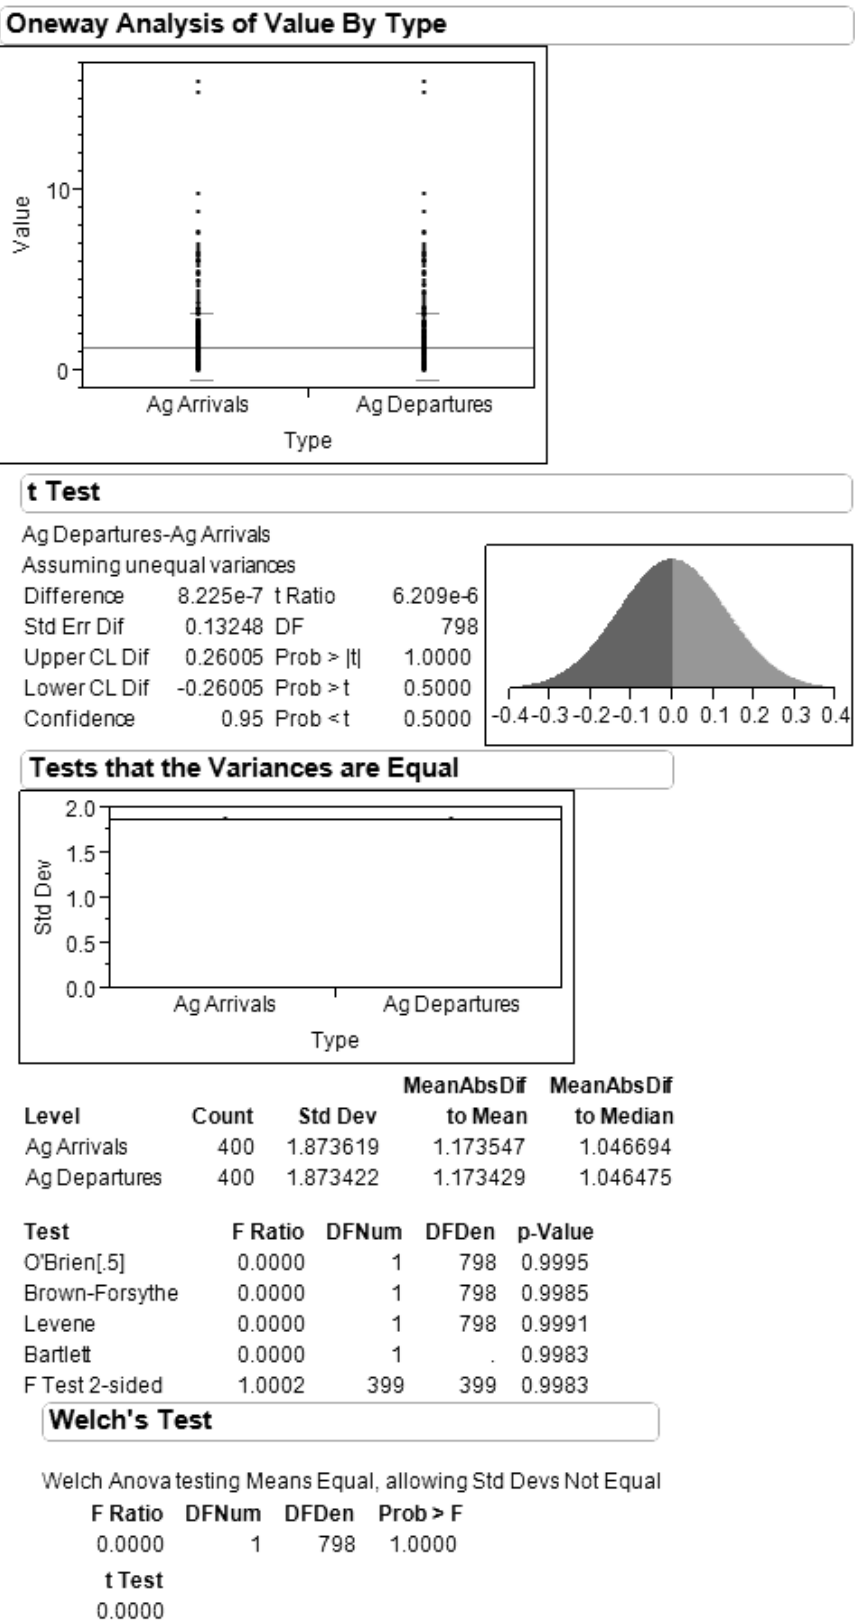 Oneway Analysis of Value By Type
Value
10
0
Ag Arrivals Ag Departures
Type
t Test
Ag Departures-Ag Arrivals
Assuming unequal variances
Difference 8.225e-7 t Ratio 6.209e-6
Std Err Dif 0.13248 DF 798
Upper CL Dif 0.26005 Prob > |t| 1.0000
Lower CL Dif -0.26005 Prob > t 0.5000
Confidence 0.95 Prob < t 0.5000
-0.4 -0.3 -0.2 -0.1 0.0 0.1 0.2 0.3 0.4
Tests that the Variances are Equal
Std Dev
2.0
1.5
1.0
0.5
0.0
Ag Arrivals Ag Departures
Type
MeanAbsDif MeanAbsDif
Level Count Std Dev to Mean to Median
Ag Arrivals 400 1.873619 1.173547 1.046694
Ag Departures 400 1.873422 1.173429 1.046475
Test F Ratio DFNum DFDen p-Value
O'Brien[.5] 0.0000 1 798 0.9995
Brown-Forsythe 0.0000 1 798 0.9985
Levene 0.0000 1 798 0.9991
Bartlett 0.0000 1 . 0.9983
F Test 2-sided 1.0002 399 399 0.9983
Welch's Test
Welch Anova testing Means Equal, allowing Std Devs Not Equal
F Ratio DFNum DFDen Prob > F
0.0000 1 798 1.0000
t Test
0.0000